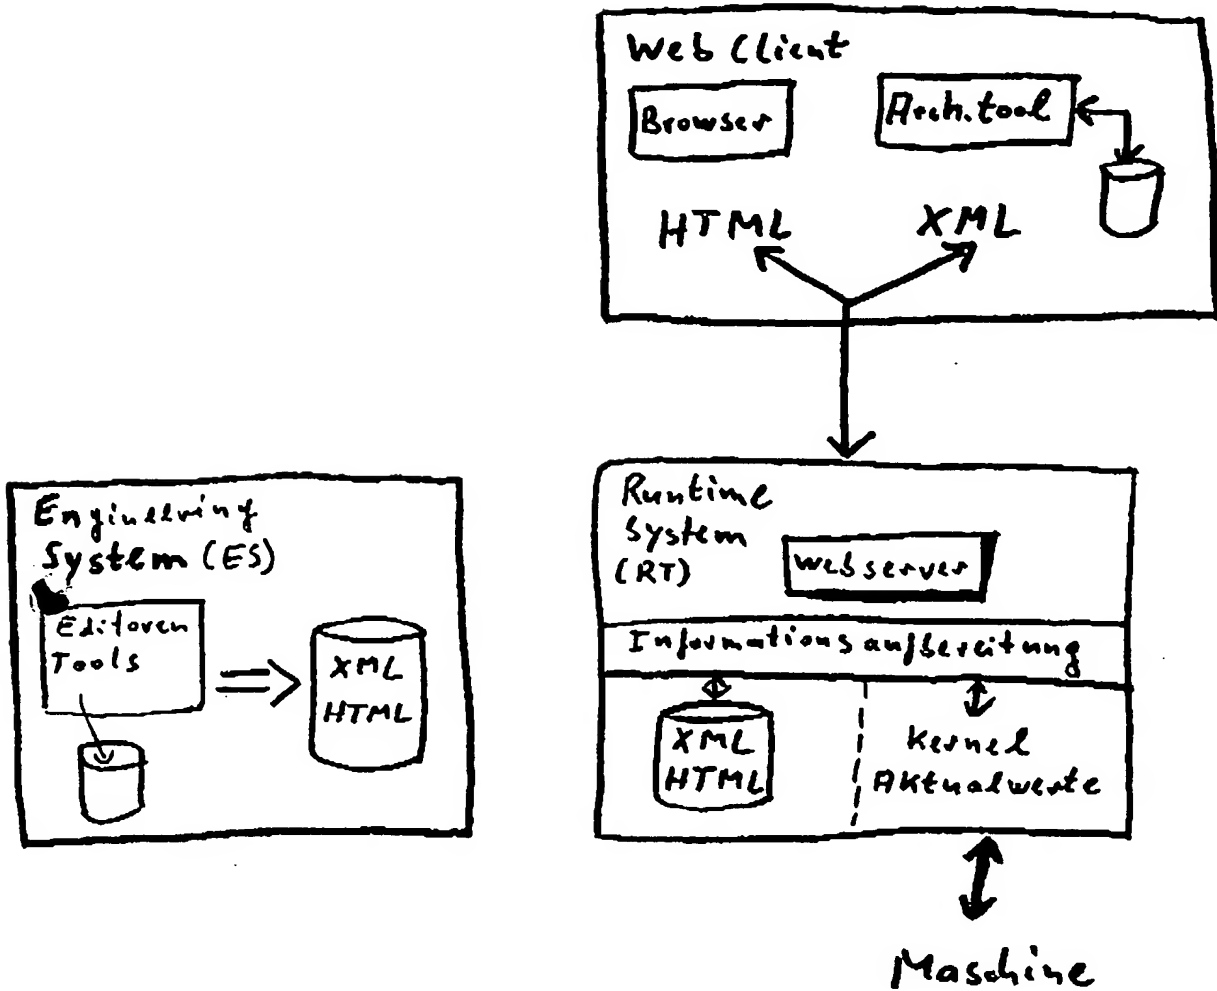 Web Client
Browser
Arch.tool
HTML
XML
Engineering
System (ES)
Editoren
Tools
XML
HTML
Runtime
System
(RT)
Webserver
Informationsaufbereitung
XML
HTML
Kernel
Aktualwerte
Maschine